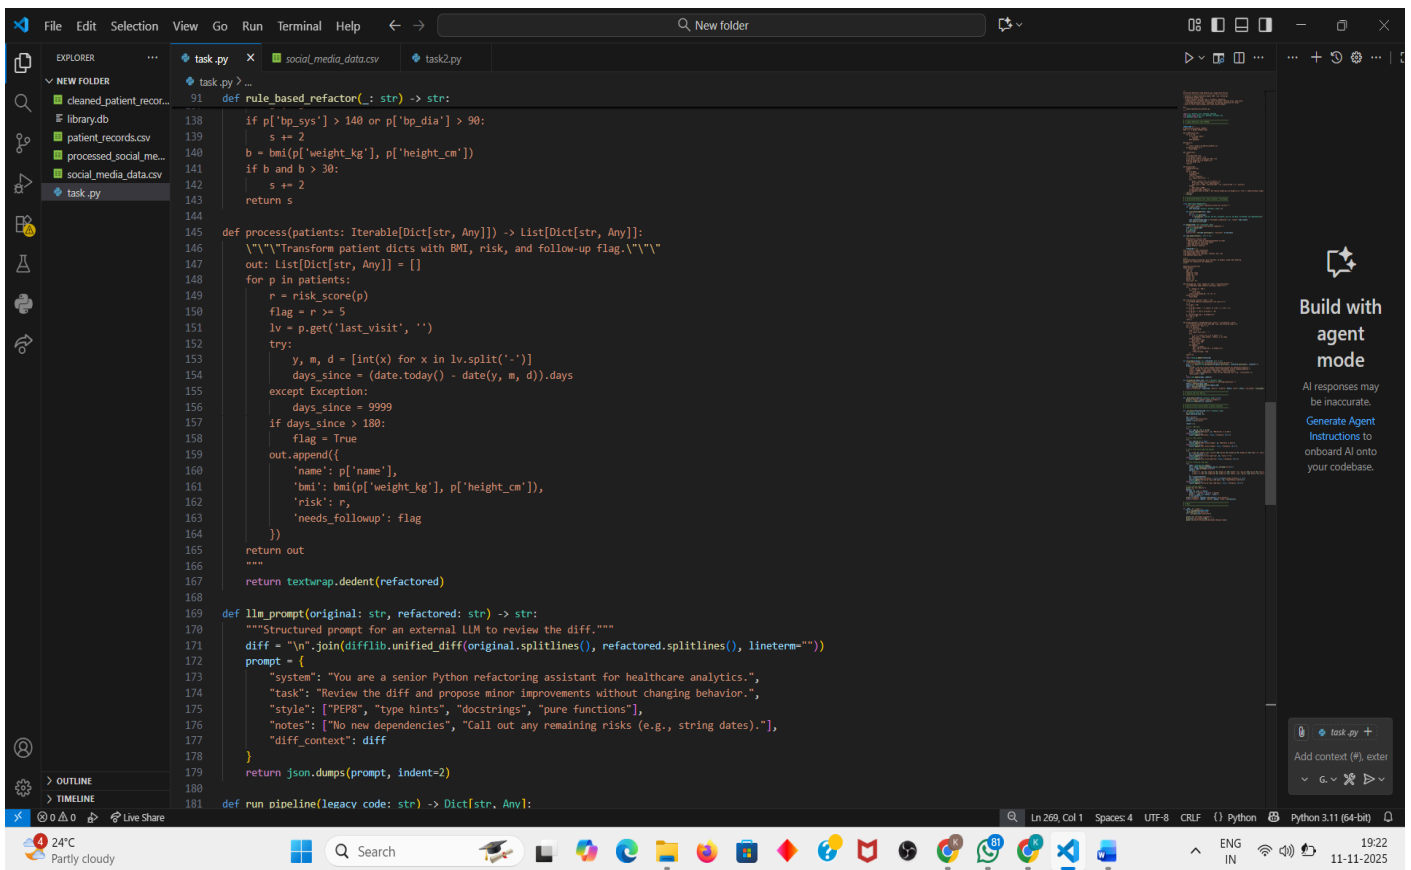 File Edit Selection View Go Run Terminal Help
New folder
EXPLORER
NEW FOLDER
cleaned_patient_recor...
library.db
patient_records.csv
processed_social_me...
social_media_data.csv
task .py
task .py
social_media_data.csv
task2.py
task .py > ...
91 def rule_based_refactor(_: str) -> str:
138 if p['bp_sys'] > 140 or p['bp_dia'] > 90:
139 s += 2
140 b = bmi(p['weight_kg'], p['height_cm'])
141 if b and b > 30:
142 s += 2
143 return s
144
145 def process(patients: Iterable[Dict[str, Any]]) -> List[Dict[str, Any]]:
146 \"\"\"Transform patient dicts with BMI, risk, and follow-up flag.\"\"\"
147 out: List[Dict[str, Any]] = []
148 for p in patients:
149 r = risk_score(p)
150 flag = r >= 5
151 lv = p.get('last_visit', '')
152 try:
153 y, m, d = [int(x) for x in lv.split('-')]
154 days_since = (date.today() - date(y, m, d)).days
155 except Exception:
156 days_since = 9999
157 if days_since > 180:
158 flag = True
159 out.append({
160 'name': p['name'],
161 'bmi': bmi(p['weight_kg'], p['height_cm']),
162 'risk': r,
163 'needs_followup': flag
164 })
165 return out
166 """
167 return textwrap.dedent(refactored)
168
169 def llm_prompt(original: str, refactored: str) -> str:
170 """Structured prompt for an external LLM to review the diff."""
171 diff = "\n".join(difflib.unified_diff(original.splitlines(), refactored.splitlines(), lineterm=""))
172 prompt = {
173 "system": "You are a senior Python refactoring assistant for healthcare analytics.",
174 "task": "Review the diff and propose minor improvements without changing behavior.",
175 "style": ["PEP8", "type hints", "docstrings", "pure functions"],
176 "notes": ["No new dependencies", "Call out any remaining risks (e.g., string dates)."],
177 "diff_context": diff
178 }
179 return json.dumps(prompt, indent=2)
180
181 def run_pipeline(legacy_code: str) -> Dict[str, Any]:
Build with
agent
mode
AI responses may
be inaccurate.
Generate Agent
Instructions to
onboard AI onto
your codebase.
task .py
Add context (#), exter
G.
OUTLINE
TIMELINE
0 0 Live Share
Ln 269, Col 1 Spaces: 4 UTF-8 CRLF {} Python Python 3.11 (64-bit)
4
24°C
Partly cloudy
Search
K
81
K
ENG
IN
19:22
11-11-2025